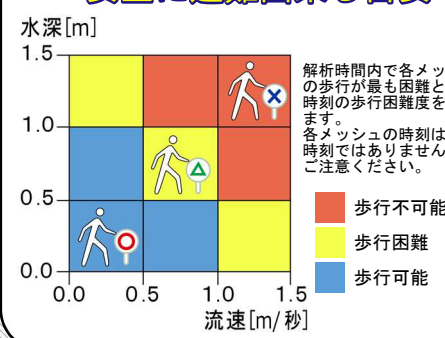 水深[m]
1.5
1.0
0.5
0.0
0.0 0.5 1.0 1.5
流速[m/秒]
解析時間内で各メッ
の歩行が最も困難と
時刻の歩行困難度を
ます。
各メッシュの時刻は
時刻ではありません
ご注意ください。
歩行不可能
歩行困難
歩行可能